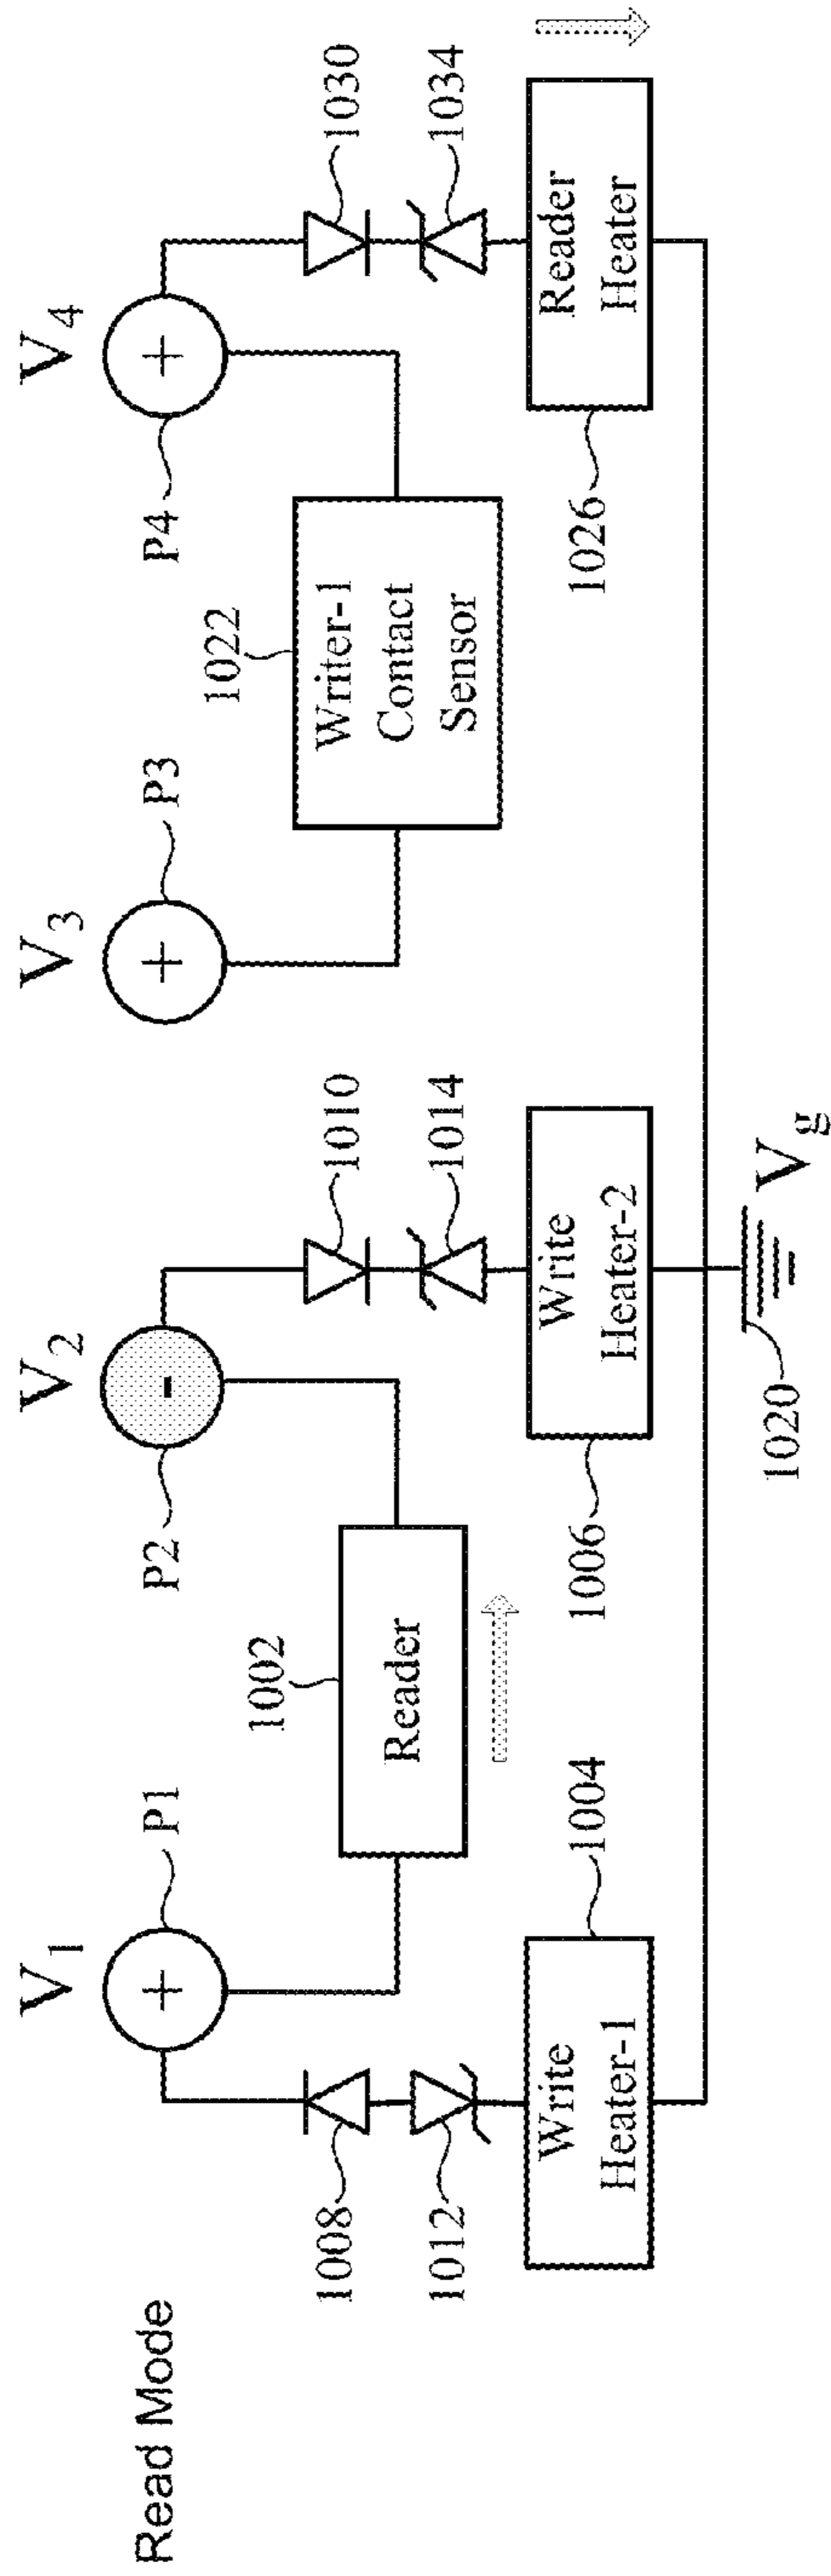 Read Mode
V1
V2
V3
V4
P1
P2
P3
P4
+
-
+
+
1008
1012
1002
Reader
1010
1014
1022
Writer-1
Contact
Sensor
1030
1034
Write
Heater-1
1004
1006
Write
Heater-2
1026
Reader
Heater
1020
Vg